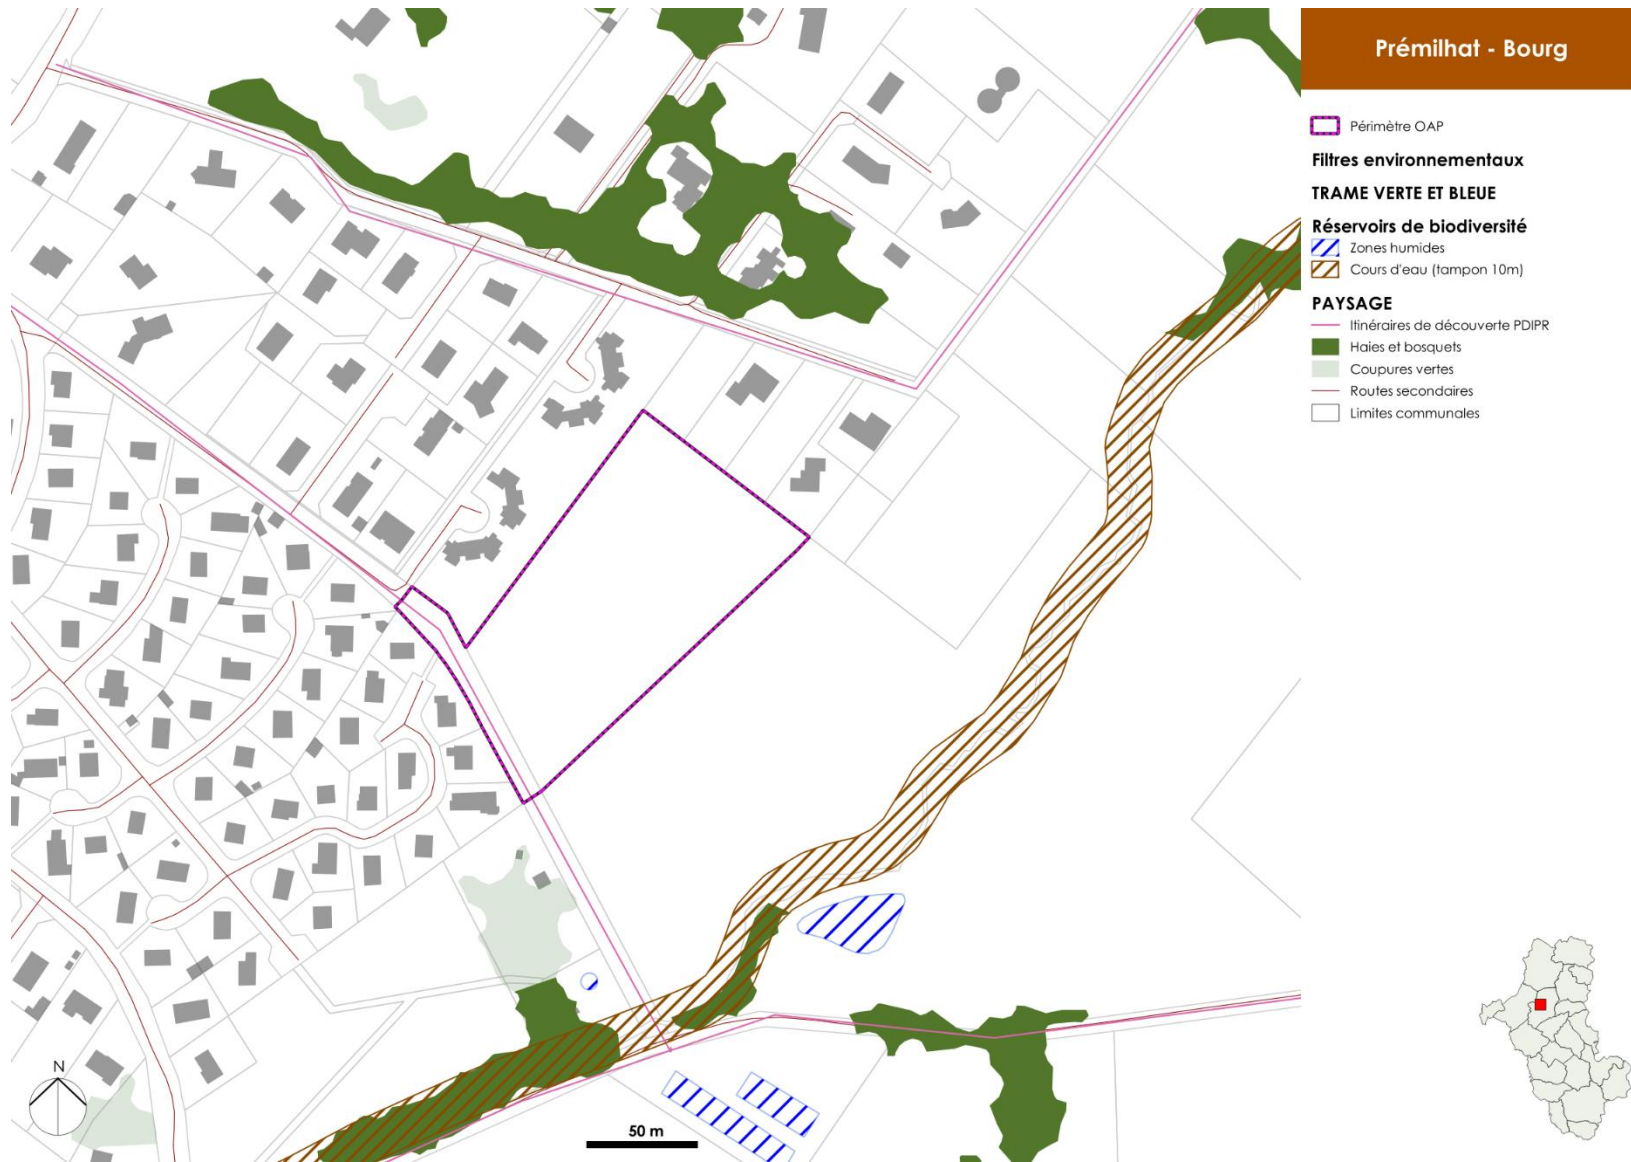 Prémilhat - Bourg
Périmètre OAP
Filtres environnementaux
TRAME VERTE ET BLEUE
Réservoirs de biodiversité
Zones humides
Cours d'eau (tampon 10m)
PAYSAGE
Itinéraires de découverte PDIPR
Haies et bosquets
Coupures vertes
Routes secondaires
Limites communales
N
50 m